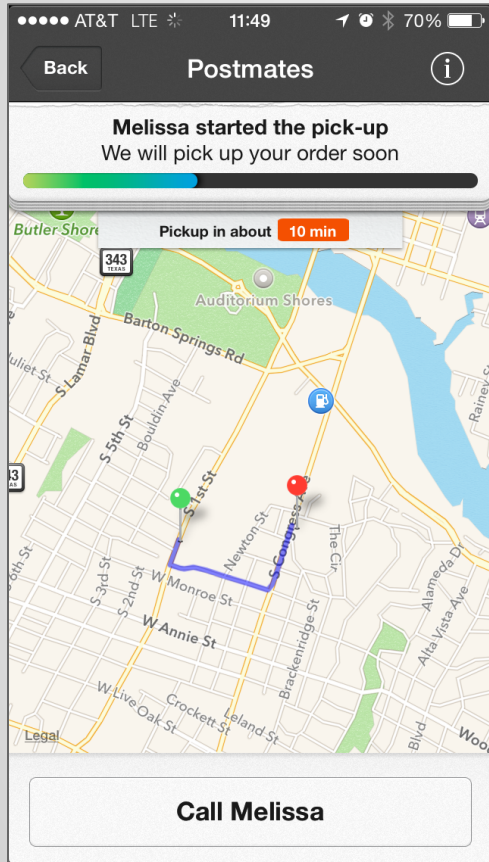 AT&T LTE 11:49 70%
Back Postmates i
Melissa started the pick-up
We will pick up your order soon
Pickup in about 10 min
Butler Shore
343
TEXAS
Auditorium Shores
Barton Springs Rd
S Lamar Blvd
Juliet St
Bouldin Ave
S 5th St
Rainey S
S 1st St
S Congress Ave
Newton St
The Cir
S 3rd St
S 2nd St
6th St
W Monroe St
Alameda Dr
Alta Vista Ave
W Annie St
Brackenridge St
W Live Oak St
Crockett St
Leland St
Blvd
Woo
Legal
Call Melissa